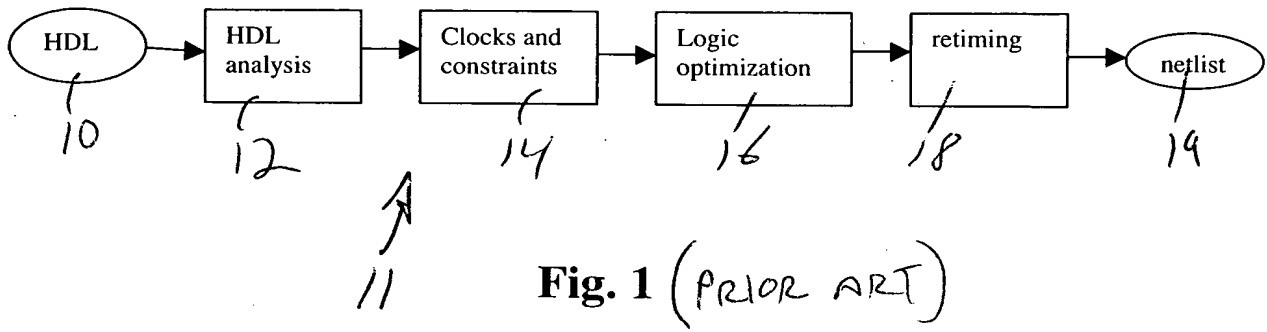 HDL
HDL
analysis
Clocks and
constraints
Logic
optimization
retiming
netlist
10
12
14
16
18
19
11
Fig. 1 (PRIOR ART)